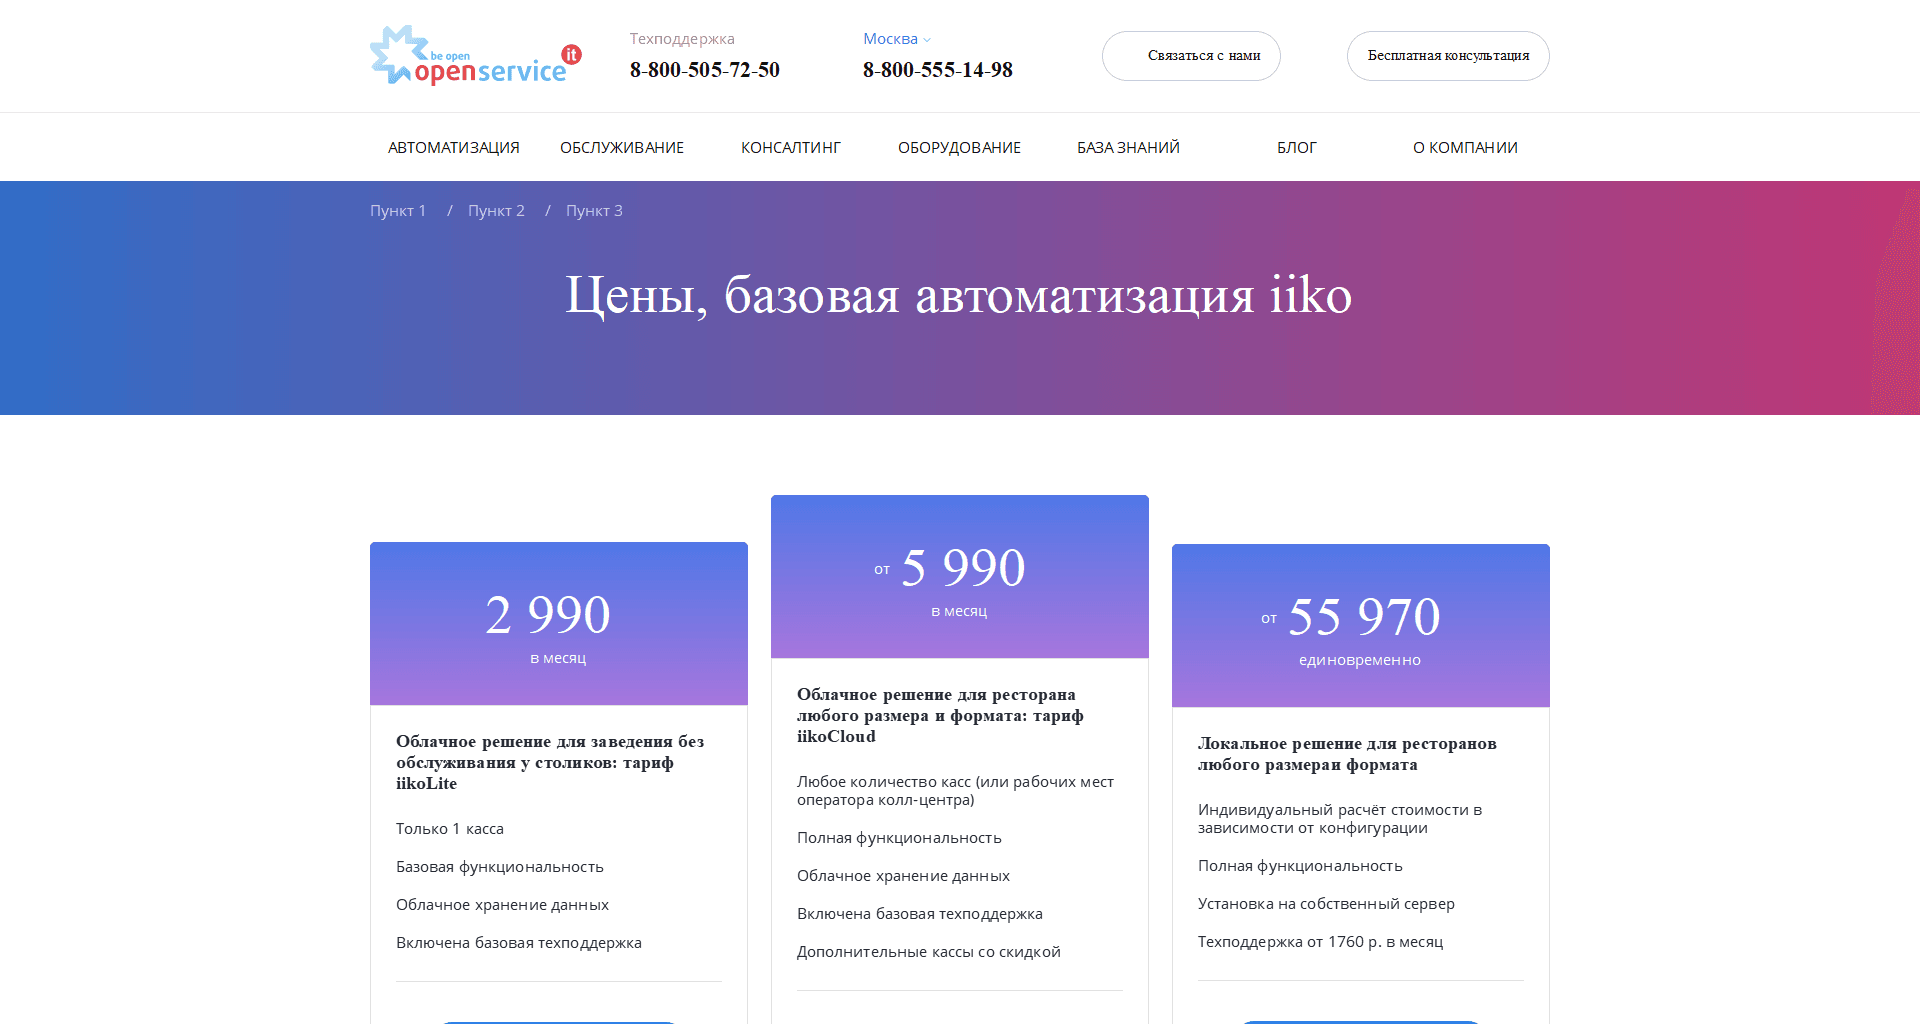 be open
openservice it
Техподдержка
8-800-505-72-50
Москва
8-800-555-14-98
Связаться с нами
Бесплатная консультация
АВТОМАТИЗАЦИЯ
ОБСЛУЖИВАНИЕ
КОНСАЛТИНГ
ОБОРУДОВАНИЕ
БАЗА ЗНАНИЙ
БЛОГ
О КОМПАНИИ
Пункт 1 / Пункт 2 / Пункт 3
Цены, базовая автоматизация iiko
2 990
в месяц
Облачное решение для заведения без
обслуживания у столиков: тариф
iikoLite
Только 1 касса
Базовая функциональность
Облачное хранение данных
Включена базовая техподдержка
от 5 990
в месяц
Облачное решение для ресторана
любого размера и формата: тариф
iikoCloud
Любое количество касс (или рабочих мест
оператора колл-центра)
Полная функциональность
Облачное хранение данных
Включена базовая техподдержка
Дополнительные кассы со скидкой
от 55 970
единовременно
Локальное решение для ресторанов
любого размераи формата
Индивидуальный расчёт стоимости в
зависимости от конфигурации
Полная функциональность
Установка на собственный сервер
Техподдержка от 1760 р. в месяц